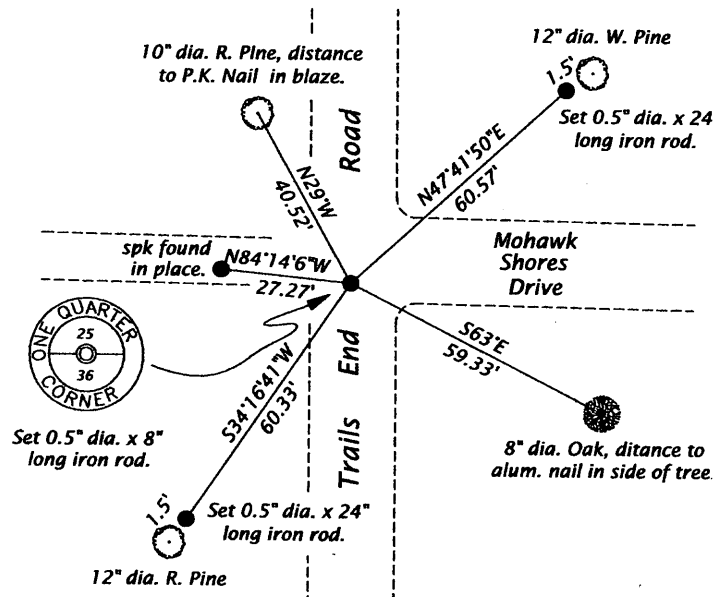 10" dia. R. PIne, distance
to P.K. Nail in blaze.
12" dia. W. Pine
1.5'
Set 0.5" dia. x 24
long iron rod.
Road
N29°W
40.52'
N47°41'50"E
60.57'
spk found
in place.
N84°14'6"W
27.27'
Mohawk
Shores
Drive
ONE QUARTER
25
36
CORNER
Set 0.5" dia. x 8"
long iron rod.
S34°16'41"W
60.33'
Trails End
S63°E
59.33'
8" dia. Oak, ditance to
alum. nail in side of tree.
1.5'
Set 0.5" dia. x 24"
long iron rod.
12" dia. R. Pine